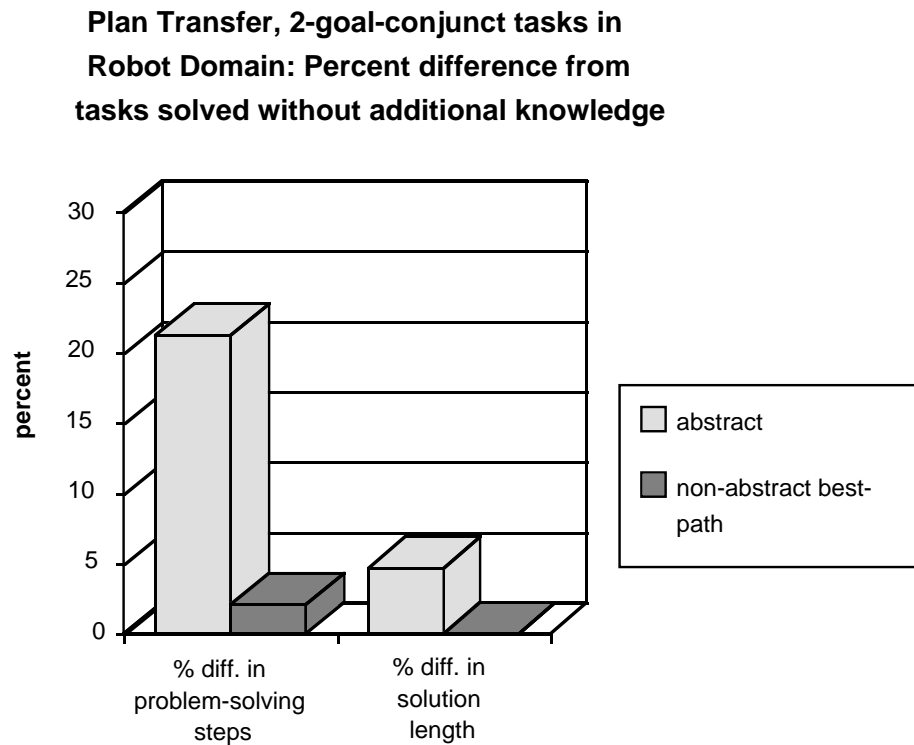 Plan Transfer, 2-goal-conjunct tasks in
Robot Domain: Percent difference from
tasks solved without additional knowledge
30
25
20
15
10
5
0
percent
% diff. in
problem-solving
steps
% diff. in
solution
length
abstract
non-abstract best-
path